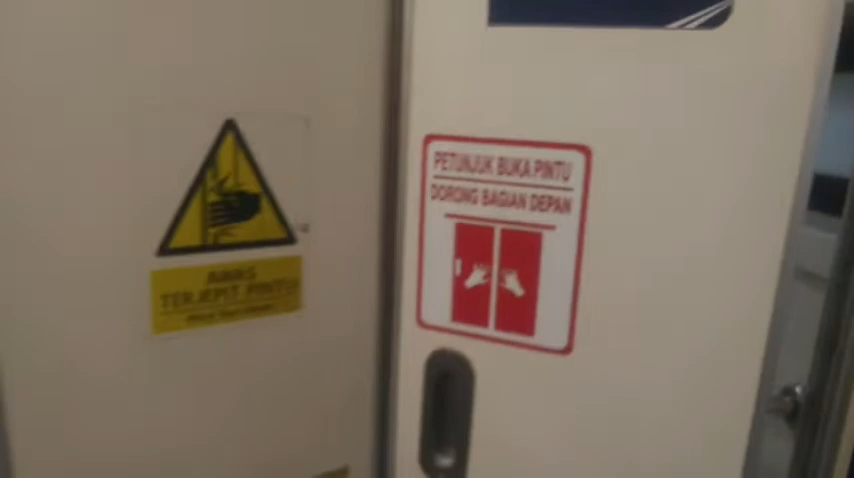 AWAS
TERJEPIT PINTU
PETUNJUK BUKA PINTU
DORONG BAGIAN DEPAN